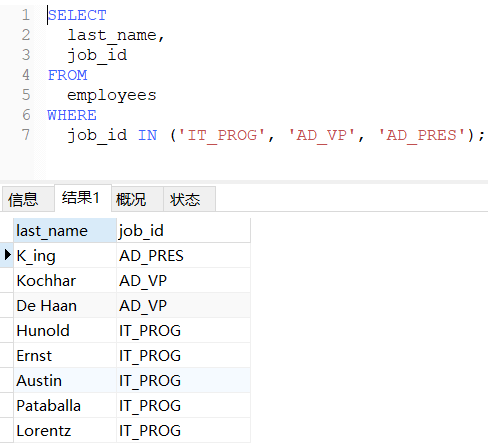 1 SELECT
2 last_name,
3 job_id
4 FROM
5 employees
6 WHERE
7 job_id IN ('IT_PROG', 'AD_VP', 'AD_PRES');
信息 结果1 概况 状态
last_name job_id
K_ing AD_PRES
Kochhar AD_VP
De Haan AD_VP
Hunold IT_PROG
Ernst IT_PROG
Austin IT_PROG
Pataballa IT_PROG
Lorentz IT_PROG